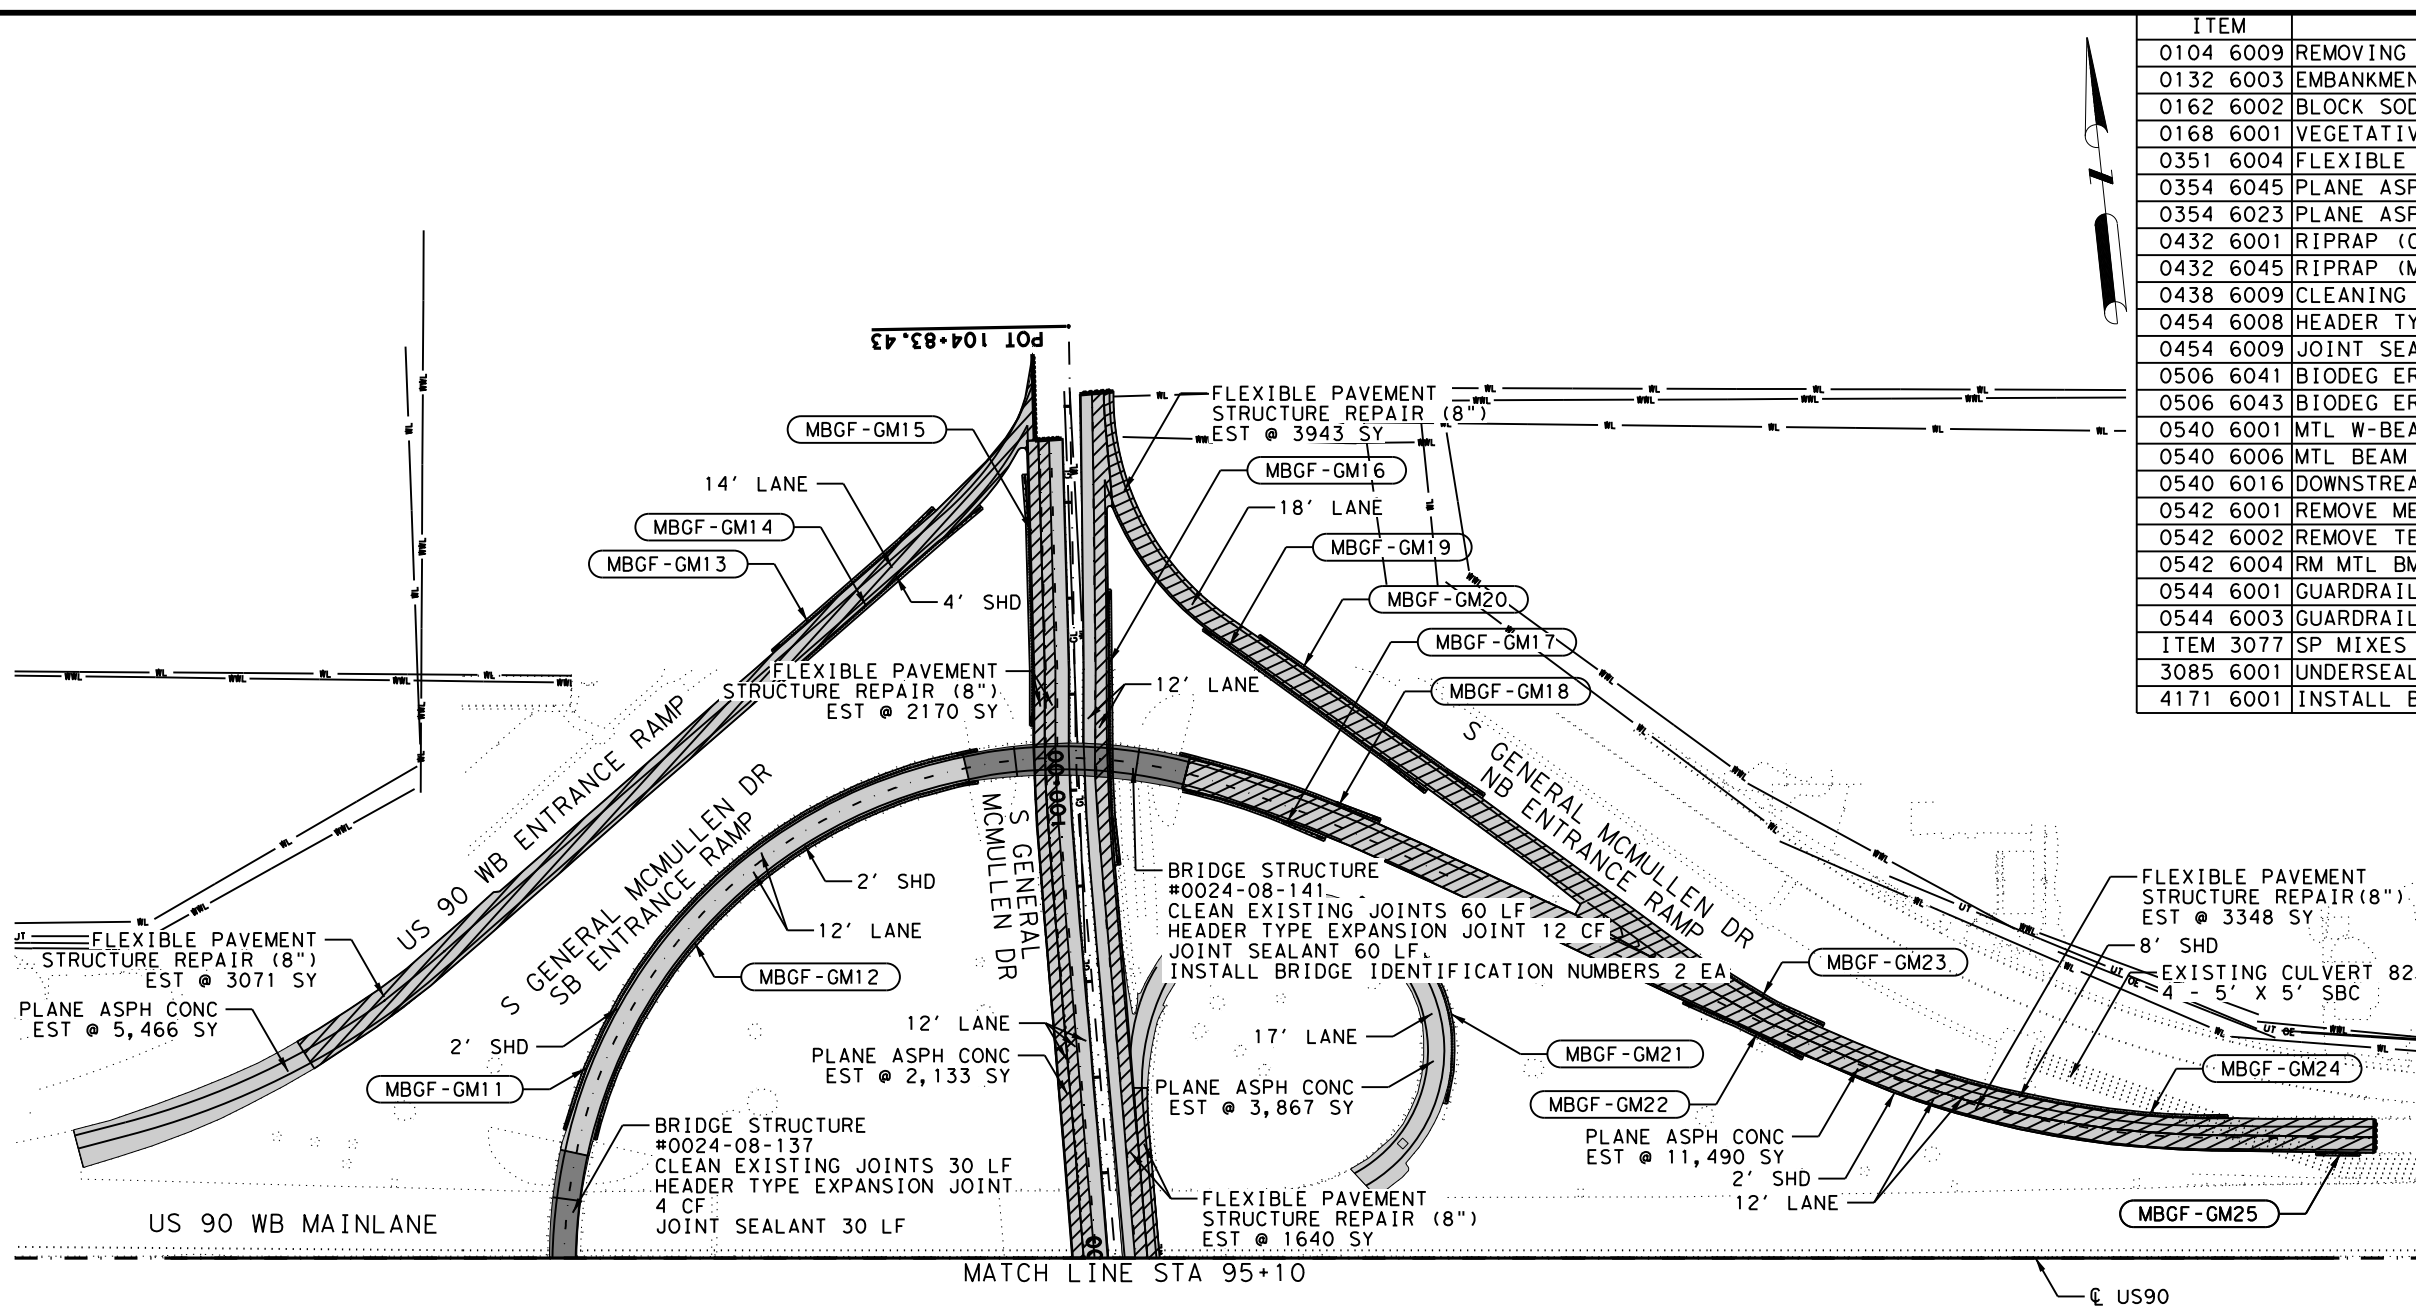 ITEM
0104 6009 REMOVING
0132 6003 EMBANKMEN
0162 6002 BLOCK SOD
0168 6001 VEGETATIV
0351 6004 FLEXIBLE
0354 6045 PLANE ASP
0354 6023 PLANE ASP
0432 6001 RIPRAP (C
0432 6045 RIPRAP (M
0438 6009 CLEANING
0454 6008 HEADER TY
0454 6009 JOINT SEA
0506 6041 BIODEG ER
0506 6043 BIODEG ER
0540 6001 MTL W-BEA
0540 6006 MTL BEAM
0540 6016 DOWNSTREA
0542 6001 REMOVE ME
0542 6002 REMOVE TE
0542 6004 RM MTL BM
0544 6001 GUARDRAIL
0544 6003 GUARDRAIL
ITEM 3077 SP MIXES
3085 6001 UNDERSEAL
4171 6001 INSTALL B
POT 104+83.43
MBGF-GM15
14' LANE
MBGF-GM14
MBGF-GM13
4' SHD
FLEXIBLE PAVEMENT
STRUCTURE REPAIR (8")
EST @ 3943 SY
MBGF-GM16
18' LANE
MBGF-GM19
MBGF-GM20
MBGF-GM17
MBGF-GM18
12' LANE
FLEXIBLE PAVEMENT
STRUCTURE REPAIR (8")
EST @ 2170 SY
US 90 WB ENTRANCE RAMP
S GENERAL MCMULLEN DR
SB ENTRANCE RAMP
S GENERAL
MCMULLEN DR
S GENERAL MCMULLEN DR
NB ENTRANCE RAMP
100+00
2' SHD
12' LANE
MBGF-GM12
BRIDGE STRUCTURE
#0024-08-141
CLEAN EXISTING JOINTS 60 LF
HEADER TYPE EXPANSION JOINT 12 CF
JOINT SEALANT 60 LF
INSTALL BRIDGE IDENTIFICATION NUMBERS 2 EA
FLEXIBLE PAVEMENT
STRUCTURE REPAIR (8")
EST @ 3071 SY
PLANE ASPH CONC
EST @ 5,466 SY
2' SHD
MBGF-GM11
12' LANE
PLANE ASPH CONC
EST @ 2,133 SY
17' LANE
PLANE ASPH CONC
EST @ 3,867 SY
MBGF-GM21
MBGF-GM23
MBGF-GM22
FLEXIBLE PAVEMENT
STRUCTURE REPAIR(8")
EST @ 3348 SY
8' SHD
EXISTING CULVERT 82
4 - 5' X 5' SBC
MBGF-GM24
PLANE ASPH CONC
EST @ 11,490 SY
2' SHD
12' LANE
MBGF-GM25
BRIDGE STRUCTURE
#0024-08-137
CLEAN EXISTING JOINTS 30 LF
HEADER TYPE EXPANSION JOINT
4 CF
JOINT SEALANT 30 LF
FLEXIBLE PAVEMENT
STRUCTURE REPAIR (8")
EST @ 1640 SY
US 90 WB MAINLANE
MATCH LINE STA 95+10
℄ US90